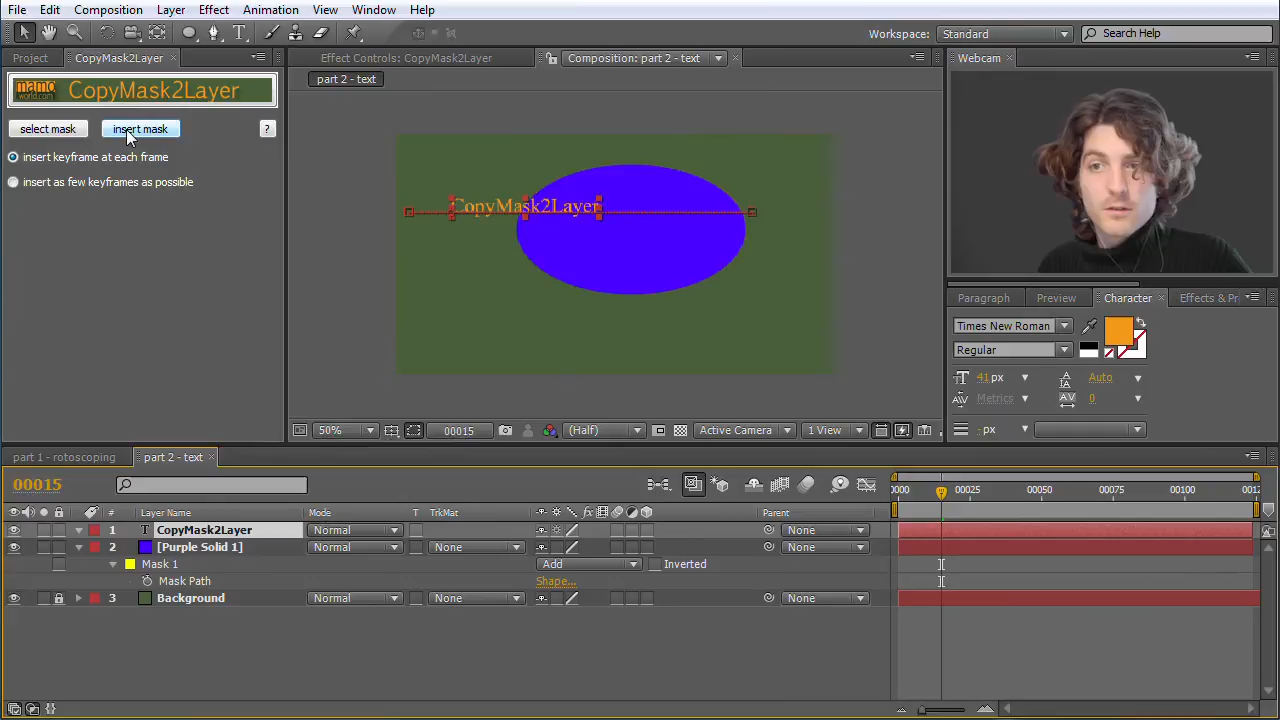 File Edit Composition Layer Effect Animation View Window Help
Workspace: Standard Search Help
Project CopyMask2Layer Effect Controls: CopyMask2Layer Composition: part 2 - text Webcam
part 2 - text
mamoworld.com CopyMask2Layer
select mask insert mask ?
insert keyframe at each frame
insert as few keyframes as possible
CopyMask2Layer
Paragraph Preview Character Effects & Pr
Times New Roman
Regular
41 px Auto
Metrics 0
- px
50% 00015 (Half) Active Camera 1 View
part 1 - rotoscoping part 2 - text
00015
0000 00025 00050 00075 00100 0012
# Layer Name Mode T TrkMat Parent
1 T CopyMask2Layer Normal None
2 [Purple Solid 1] Normal None None
Mask 1 Add Inverted
Mask Path Shape...
3 Background Normal None None